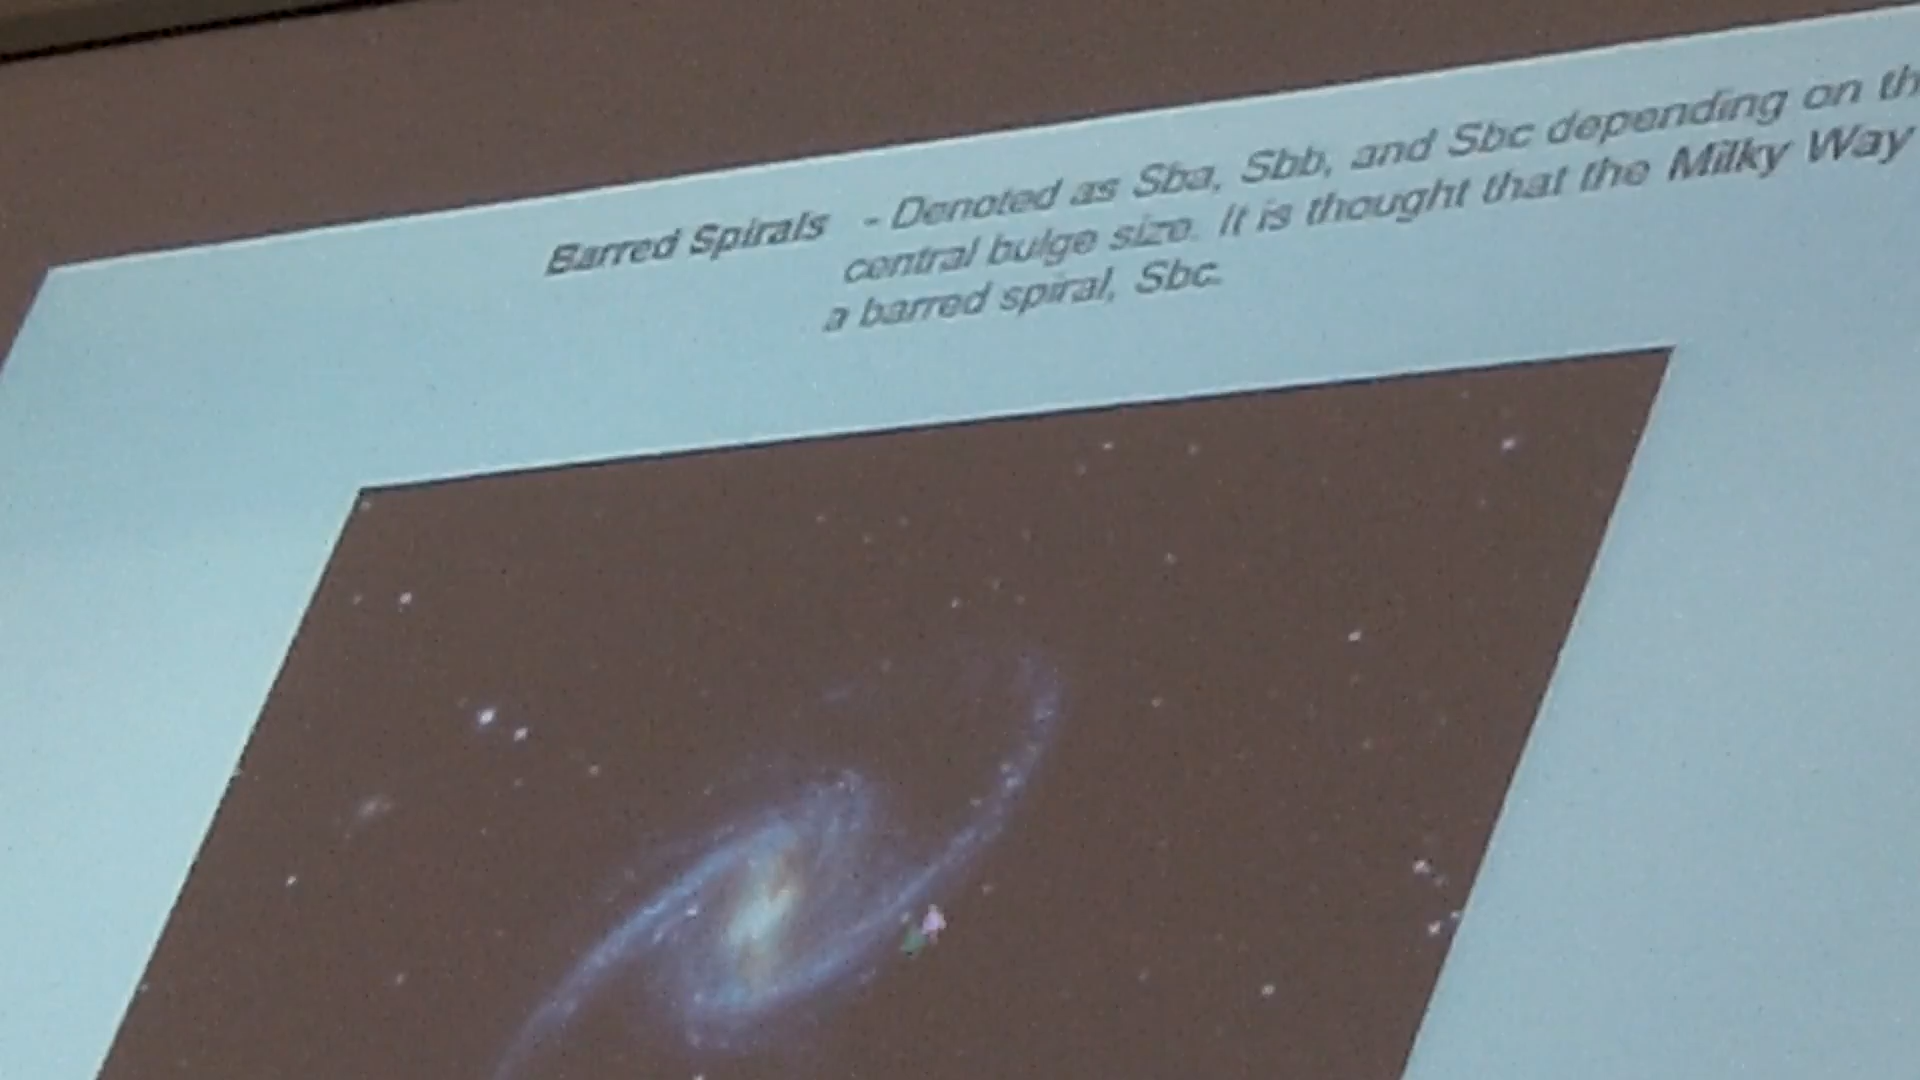 Barred Spirals - Denoted as Sba, Sbb, and Sbc depending on th
central bulge size. It is thought that the Milky Way
a barred spiral, Sbc.